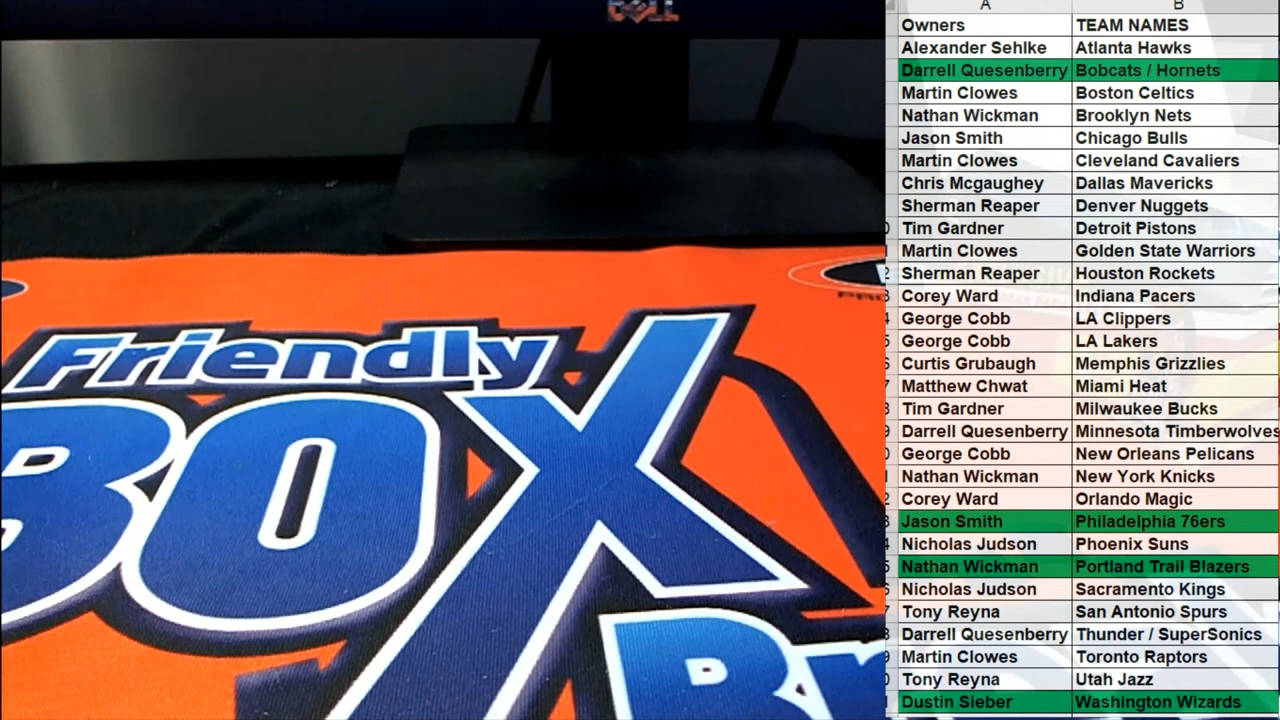 DELL
Friendly
BOX
A B
Owners TEAM NAMES
Alexander Sehlke Atlanta Hawks
Darrell Quesenberry Bobcats / Hornets
Martin Clowes Boston Celtics
Nathan Wickman Brooklyn Nets
Jason Smith Chicago Bulls
Martin Clowes Cleveland Cavaliers
Chris Mcgaughey Dallas Mavericks
Sherman Reaper Denver Nuggets
Tim Gardner Detroit Pistons
Martin Clowes Golden State Warriors
Sherman Reaper Houston Rockets
Corey Ward Indiana Pacers
George Cobb LA Clippers
George Cobb LA Lakers
Curtis Grubaugh Memphis Grizzlies
Matthew Chwat Miami Heat
Tim Gardner Milwaukee Bucks
Darrell Quesenberry Minnesota Timberwolves
George Cobb New Orleans Pelicans
Nathan Wickman New York Knicks
Corey Ward Orlando Magic
Jason Smith Philadelphia 76ers
Nicholas Judson Phoenix Suns
Nathan Wickman Portland Trail Blazers
Nicholas Judson Sacramento Kings
Tony Reyna San Antonio Spurs
Darrell Quesenberry Thunder / SuperSonics
Martin Clowes Toronto Raptors
Tony Reyna Utah Jazz
Dustin Sieber Washington Wizards